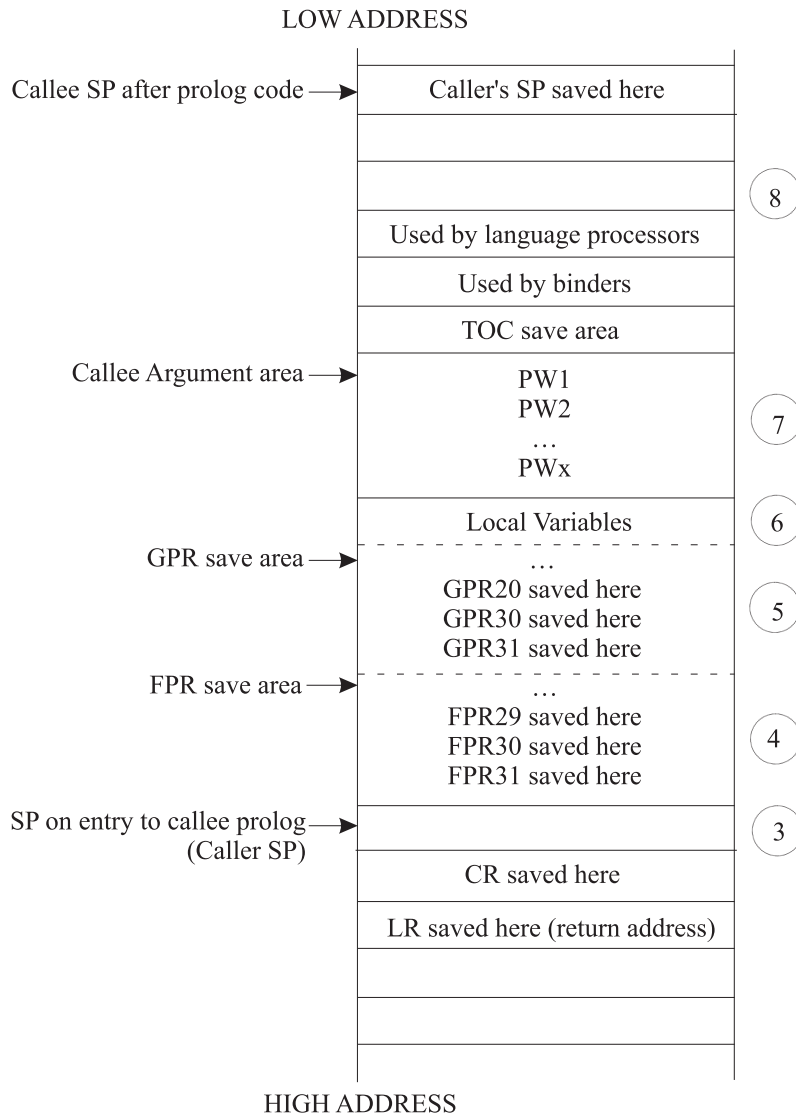 LOW ADDRESS
Callee SP after prolog code
Caller's SP saved here
8
Used by language processors
Used by binders
TOC save area
Callee Argument area
PW1
PW2
...
PWx
7
Local Variables
6
GPR save area
...
GPR20 saved here
GPR30 saved here
GPR31 saved here
5
FPR save area
...
FPR29 saved here
FPR30 saved here
FPR31 saved here
4
SP on entry to callee prolog
(Caller SP)
3
CR saved here
LR saved here (return address)
HIGH ADDRESS